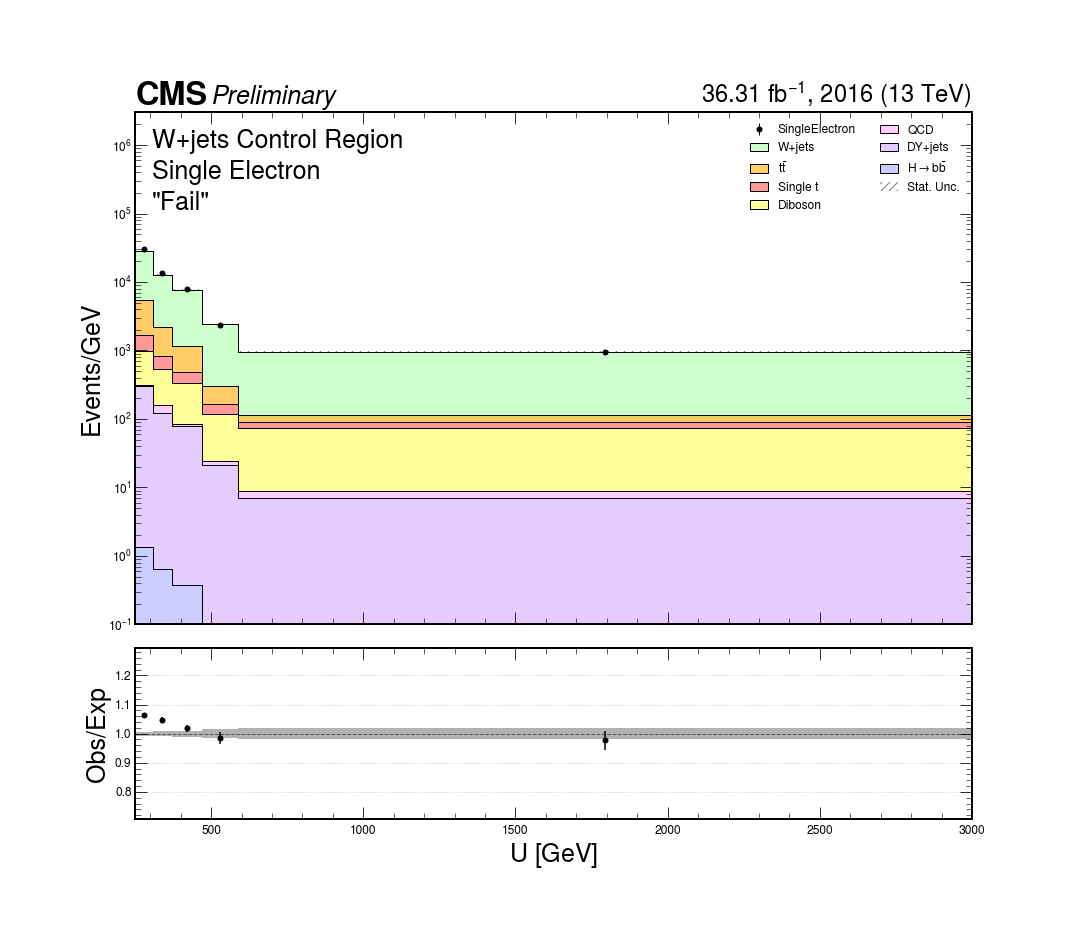 CMS Preliminary
36.31 fb⁻¹, 2016 (13 TeV)
W+jets Control Region
Single Electron
"Fail"
SingleElectron
W+jets
tt̄
Single t
Diboson
QCD
DY+jets
H→bb̄
Stat. Unc.
Events/GeV
10⁶
10⁵
10⁴
10³
10²
10¹
10⁰
10⁻¹
Obs/Exp
1.2
1.1
1.0
0.9
0.8
500 1000 1500 2000 2500 3000
U [GeV]